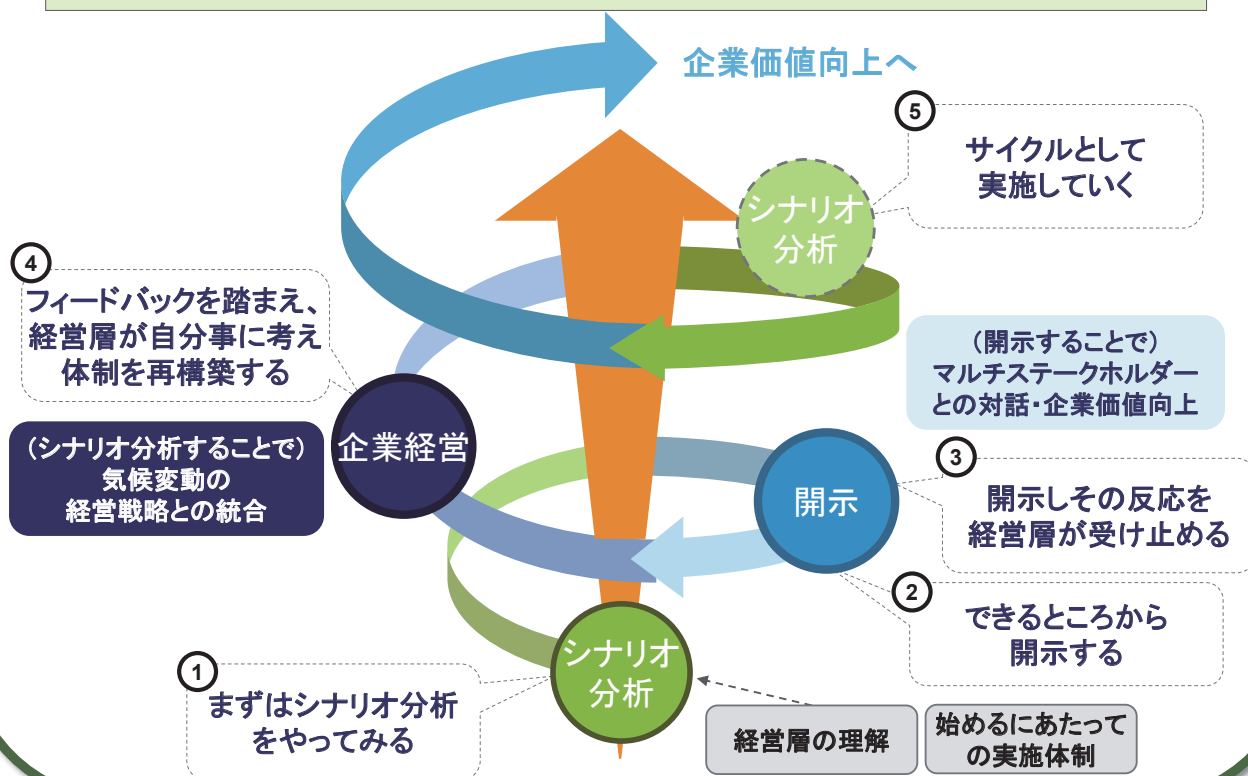 企業価値向上へ
5
サイクルとして
実施していく
シナリオ
分析
4
フィードバックを踏まえ、
経営層が自分事に考え
体制を再構築する
(開示することで)
マルチステークホルダー
との対話・企業価値向上
企業経営
(シナリオ分析することで)
気候変動の
経営戦略との統合
3
開示しその反応を
経営層が受け止める
開示
2
できるところから
開示する
1
まずはシナリオ分析
をやってみる
シナリオ
分析
経営層の理解
始めるにあたって
の実施体制